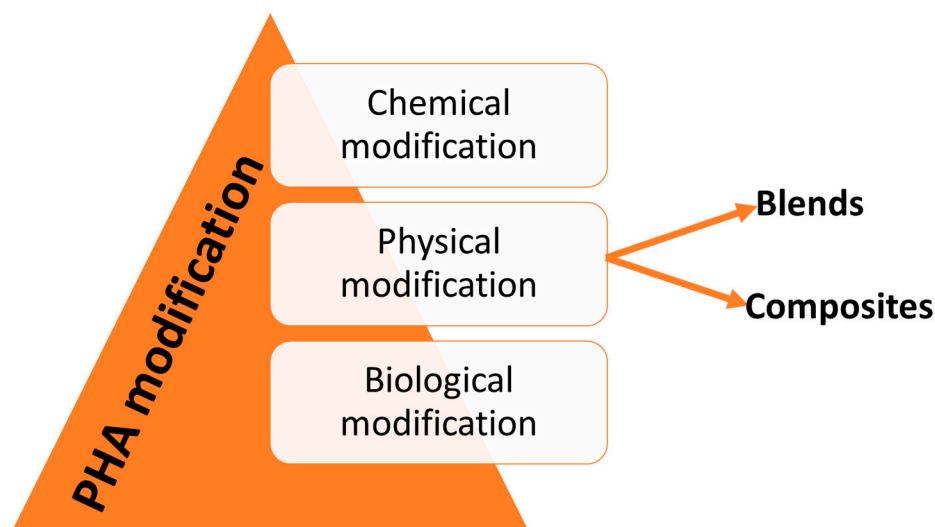 PHA modification
Chemical
modification
Physical
modification
Biological
modification
Blends
Composites